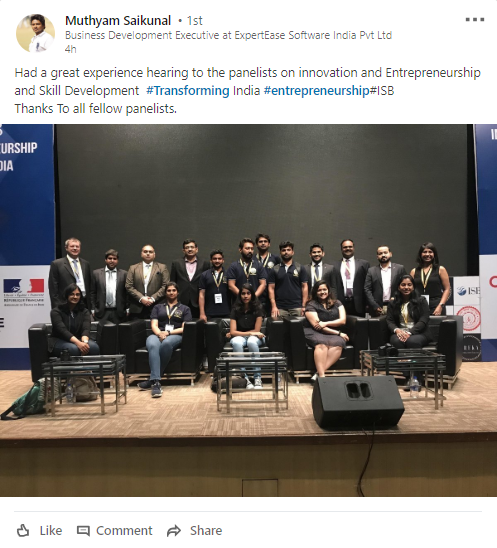 Muthyam Saikunal • 1st
Business Development Executive at ExpertEase Software India Pvt Ltd
4h
Had a great experience hearing to the panelists on innovation and Entrepreneurship
and Skill Development #Transforming India #entrepreneurship#ISB
Thanks To all fellow panelists.
URSHIP
DIA
ISB
Like Comment Share